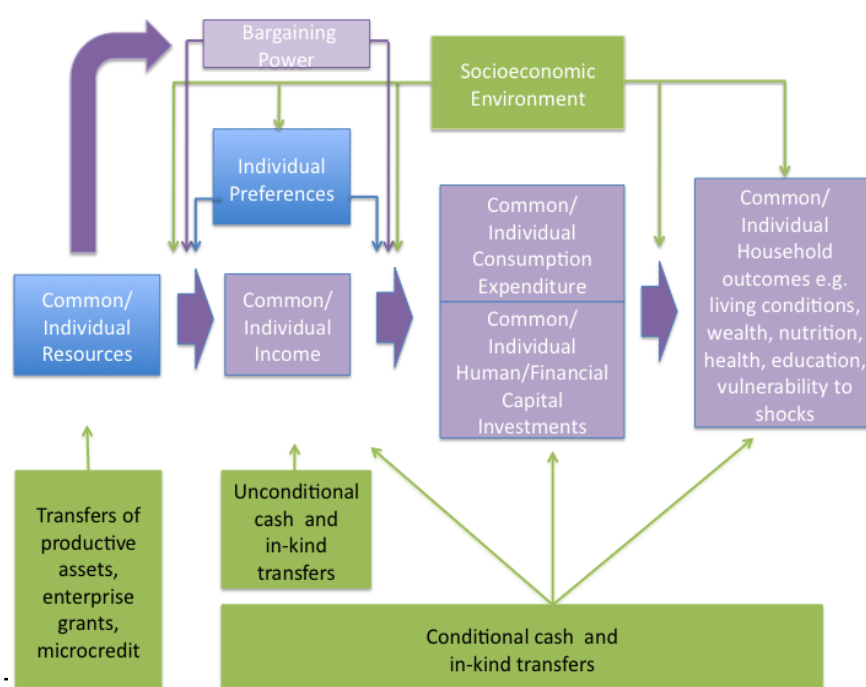 Bargaining
Power
Socioeconomic
Environment
Individual
Preferences
Common/
Individual
Resources
Common/
Individual
Income
Common/
Individual
Consumption
Expenditure
Common/
Individual
Human/Financial
Capital
Investments
Common/
Individual
Household
outcomes e.g.
living conditions,
wealth, nutrition,
health, education,
vulnerability to
shocks
Transfers of
productive
assets,
enterprise
grants,
microcredit
Unconditional
cash and
in-kind
transfers
Conditional cash and
in-kind transfers